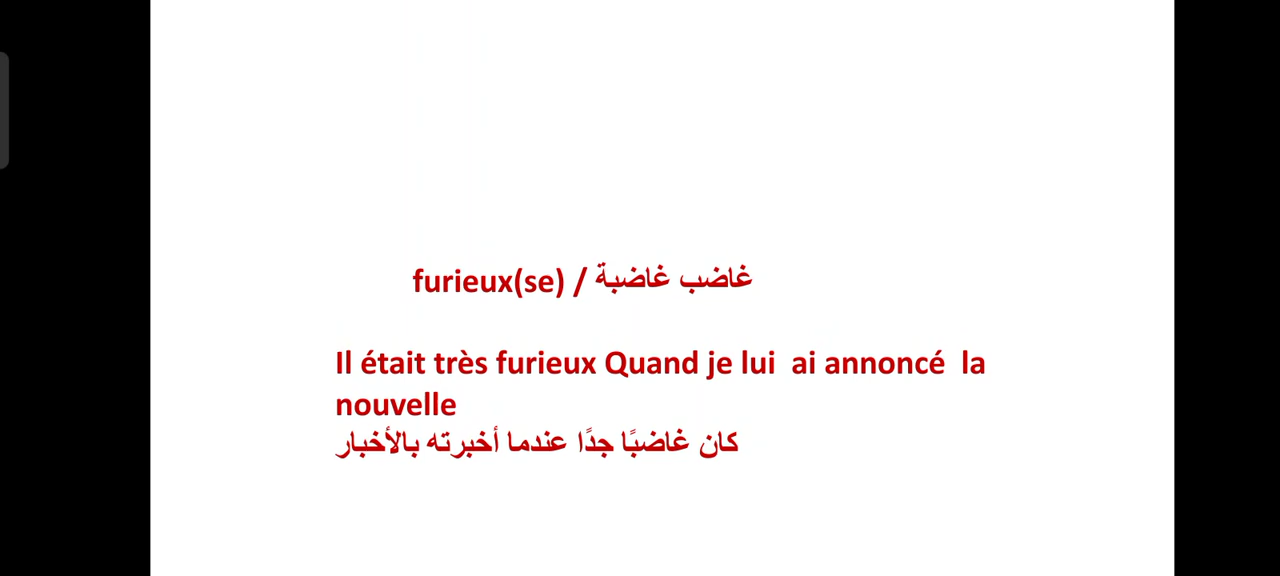 furieux(se) / غاضب غاضبة
Il était très furieux Quand je lui  ai annoncé  la
nouvelle
كان غاضبًا جدًا عندما أخبرته بالأخبار